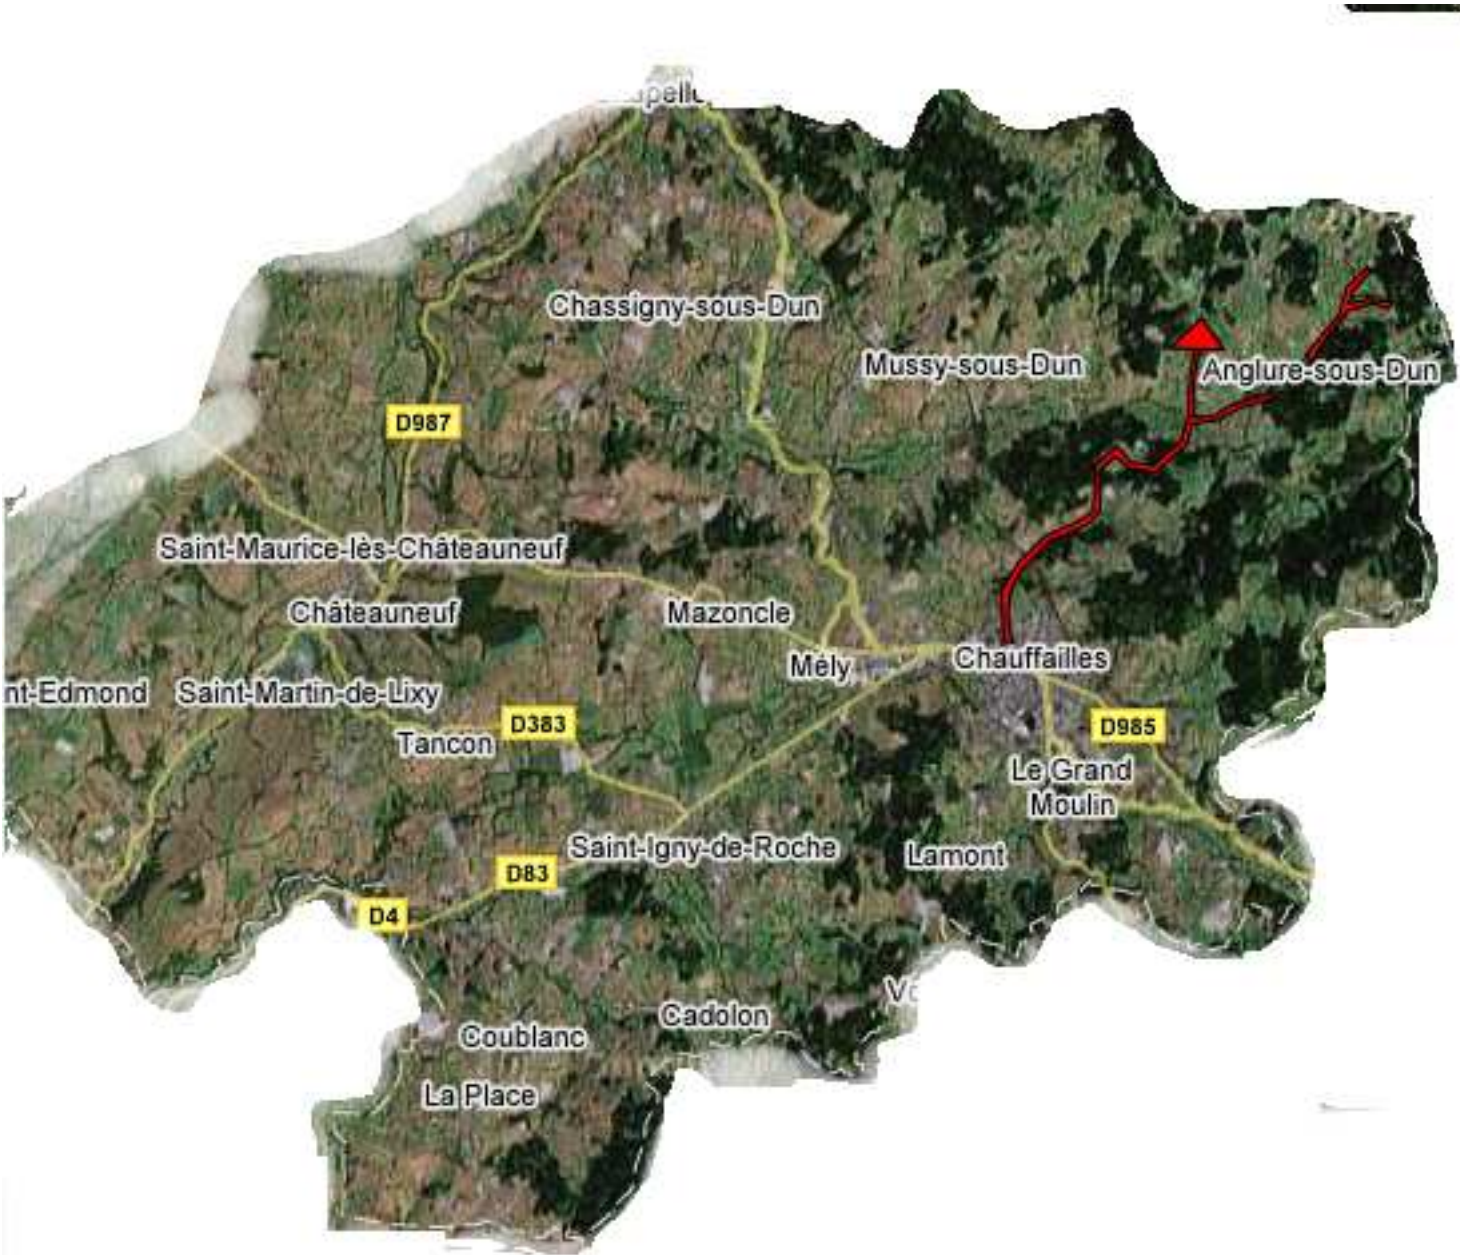 Chassigny-sous-Dun
Mussy-sous-Dun
Anglure-sous-Dun
D987
Saint-Maurice-lès-Châteauneuf
Châteauneuf
Mazoncle
Mély
Chauffailles
nt-Edmond
Saint-Martin-de-Lixy
D383
D985
Tancon
Le Grand
Moulin
Saint-Igny-de-Roche
Lamont
D83
D4
Cadolon
Coublanc
La Place